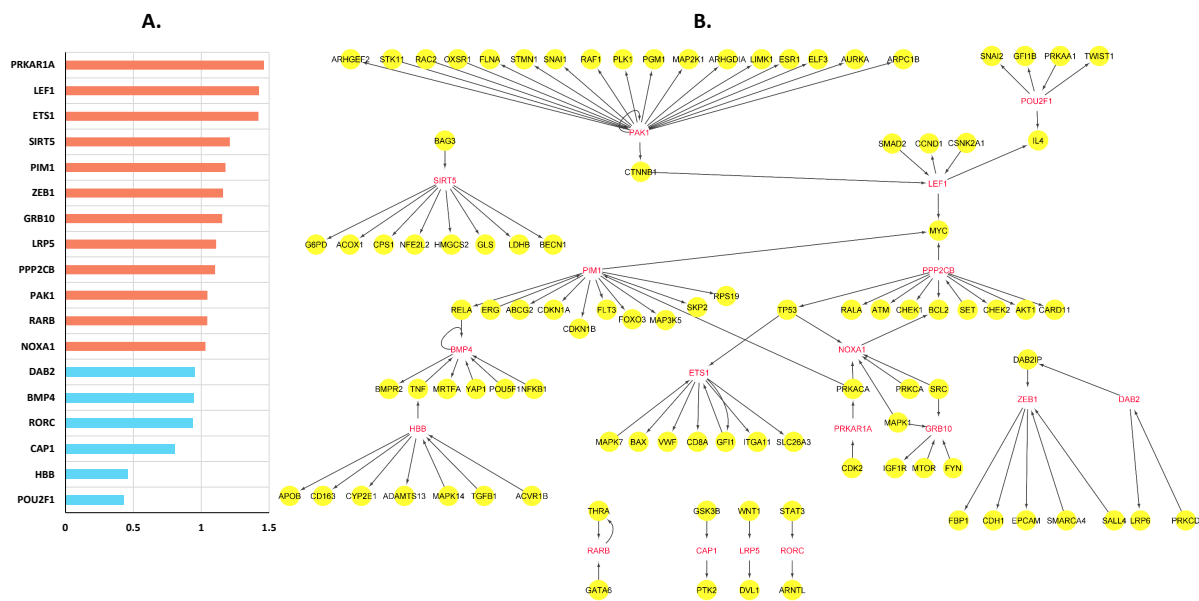 A.
PRKAR1A
LEF1
ETS1
SIRT5
PIM1
ZEB1
GRB10
LRP5
PPP2CB
PAK1
RARB
NOXA1
DAB2
BMP4
RORC
CAP1
HBB
POU2F1
0 0.5 1 1.5
B.
ARHGEF2 STK11 RAC2 OXSR1 FLNA STMN1 SNAI1 RAF1 PLK1 PGM1 MAP2K1 ARHGDIA LIMK1 ESR1 ELF3 AURKA ARPC1B
SNAI2 GFI1B PRKAA1 TWIST1
POU2F1
PAK1
BAG3
SMAD2 CCND1 CSNK2A1 IL4
CTNNB1
SIRT5 LEF1
MYC
G6PD ACOX1 CPS1 NFE2L2 HMGCS2 GLS LDHB BECN1
PIM1 PPP2CB
RELA ERG ABCG2 CDKN1A CDKN1B FLT3 FOXO3 MAP3K5 SKP2 RPS19
TP53 RALA ATM CHEK1 BCL2 SET CHEK2 AKT1 CARD11
BMP4 NOXA1
DAB2IP
ETS1
BMPR2 TNF MRTFA YAP1 POU5F1 NFKB1
PRKACA PRKCA SRC
ZEB1 DAB2
HBB PRKAR1A MAPK1 GRB10
MAPK7 BAX VWF CD8A GFI1 ITGA11 SLC26A3
CDK2 IGF1R MTOR FYN
APOB CD163 CYP2E1 ADAMTS13 MAPK14 TGFB1 ACVR1B
THRA GSK3B WNT1 STAT3
FBP1 CDH1 EPCAM SMARCA4 SALL4 LRP6 PRKCD
RARB CAP1 LRP5 RORC
GATA6 PTK2 DVL1 ARNTL